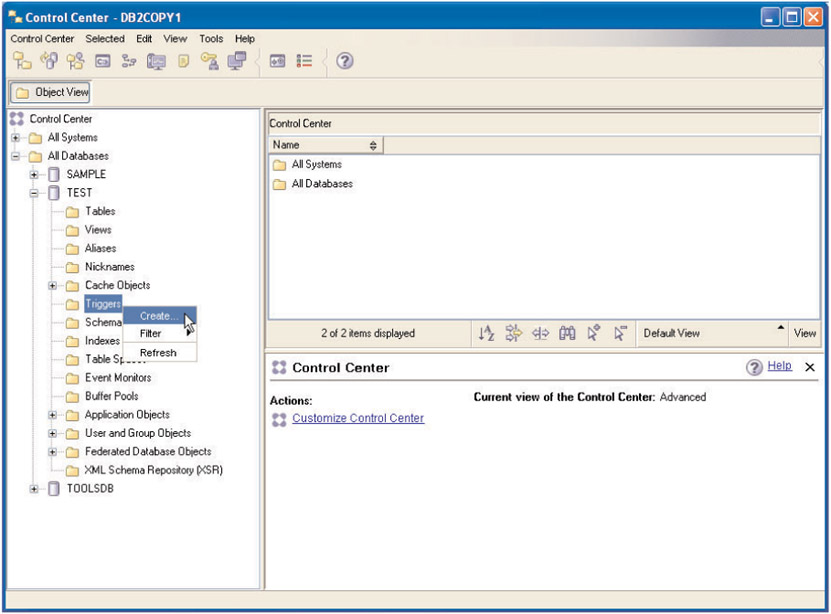 Control Center - DB2COPY1
Control Center Selected Edit View Tools Help
Object View
Control Center
All Systems
All Databases
SAMPLE
TEST
Tables
Views
Aliases
Nicknames
Cache Objects
Triggers
Schema
Indexes
Table Sp
Event Monitors
Buffer Pools
Application Objects
User and Group Objects
Federated Database Objects
XML Schema Repository (XSR)
TOOLSDB
Create...
Filter
Refresh
Control Center
Name
All Systems
All Databases
2 of 2 items displayed
Default View
View
Control Center
Help
Actions:
Customize Control Center
Current view of the Control Center: Advanced